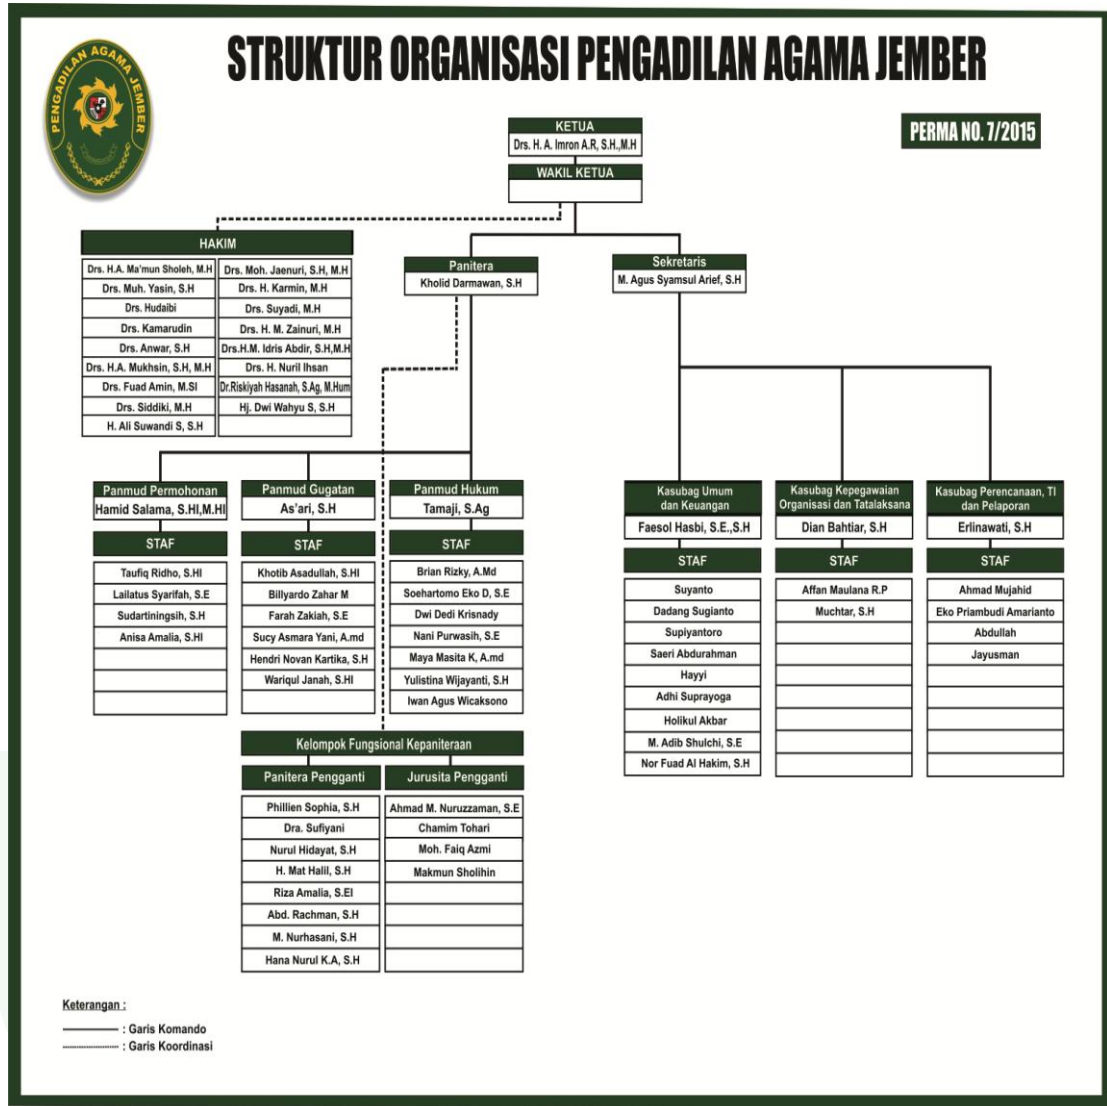 STRUKTUR ORGANISASI PENGADILAN AGAMA JEMBER
PENGADILAN AGAMA JEMBER
PERMA NO. 7/2015
KETUA
Drs. H. A. Imron A.R, S.H.,M.H
WAKIL KETUA
HAKIM
Drs. H.A. Ma'mun Sholeh, M.H
Drs. Muh. Yasin, S.H
Drs. Hudaibi
Drs. Kamarudin
Drs. Anwar, S.H
Drs. H.A. Mukhsin, S.H, M.H
Drs. Fuad Amin, M.SI
Drs. Siddiki, M.H
H. Ali Suwandi S, S.H
Drs. Moh. Jaenuri, S.H, M.H
Drs. H. Karmin, M.H
Drs. Suyadi, M.H
Drs. H. M. Zainuri, M.H
Drs.H.M. Idris Abdir, S.H,M.H
Drs. H. Nuril Ihsan
Dr.Riskiyah Hasanah, S.Ag, M.Hum
Hj. Dwi Wahyu S, S.H
Panitera
Kholid Darmawan, S.H
Sekretaris
M. Agus Syamsul Arief, S.H
Panmud Permohonan
Hamid Salama, S.HI,M.HI
STAF
Taufiq Ridho, S.HI
Lailatus Syarifah, S.E
Sudartiningsih, S.H
Anisa Amalia, S.HI
Panmud Gugatan
As'ari, S.H
STAF
Khotib Asadullah, S.HI
Billyardo Zahar M
Farah Zakiah, S.E
Sucy Asmara Yani, A.md
Hendri Novan Kartika, S.H
Wariqul Janah, S.HI
Panmud Hukum
Tamaji, S.Ag
STAF
Brian Rizky, A.Md
Soehartomo Eko D, S.E
Dwi Dedi Krisnady
Nani Purwasih, S.E
Maya Masita K, A.md
Yulistina Wijayanti, S.H
Iwan Agus Wicaksono
Kasubag Umum
dan Keuangan
Faesol Hasbi, S.E.,S.H
STAF
Suyanto
Dadang Sugianto
Supiyantoro
Saeri Abdurahman
Hayyi
Adhi Suprayoga
Holikul Akbar
M. Adib Shulchi, S.E
Nor Fuad Al Hakim, S.H
Kasubag Kepegawaian
Organisasi dan Tatalaksana
Dian Bahtiar, S.H
STAF
Affan Maulana R.P
Muchtar, S.H
Kasubag Perencanaan, TI
dan Pelaporan
Erlinawati, S.H
STAF
Ahmad Mujahid
Eko Priambudi Amarianto
Abdullah
Jayusman
Kelompok Fungsional Kepaniteraan
Panitera Pengganti
Phillien Sophia, S.H
Dra. Sufiyani
Nurul Hidayat, S.H
H. Mat Halil, S.H
Riza Amalia, S.EI
Abd. Rachman, S.H
M. Nurhasani, S.H
Hana Nurul K.A, S.H
Jurusita Pengganti
Ahmad M. Nuruzzaman, S.E
Chamim Tohari
Moh. Faiq Azmi
Makmun Sholihin
Keterangan :
: Garis Komando
: Garis Koordinasi